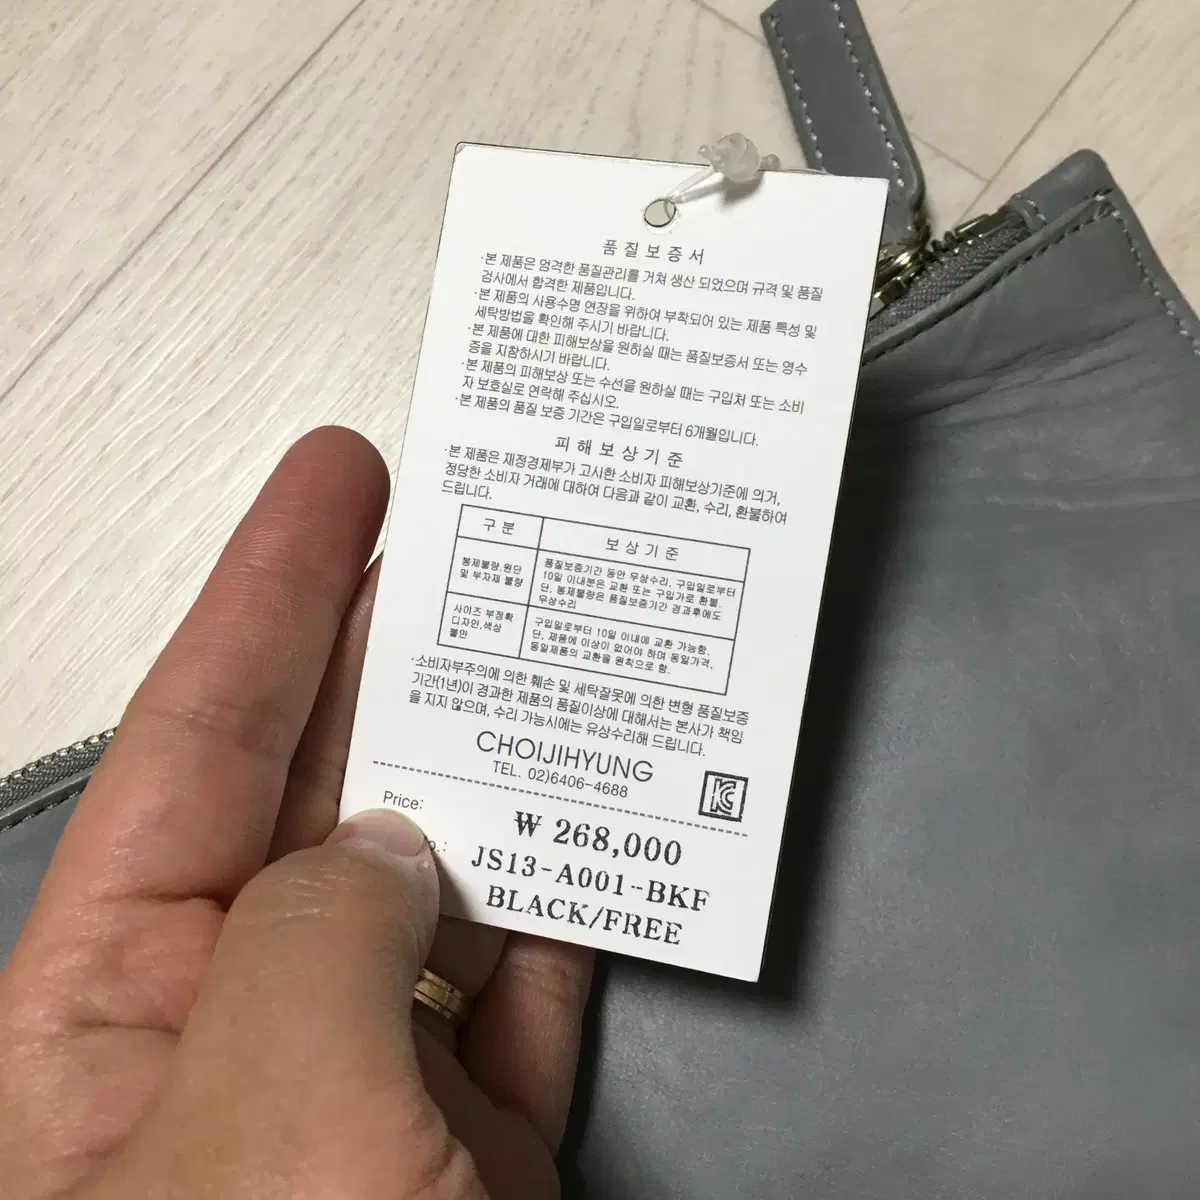 품질보증서
·본 제품은 엄격한 품질관리를 거쳐 생산 되었으며 규격 및 품질
검사에서 합격한 제품입니다.
·본 제품의 사용수명 연장을 위하여 부착되어 있는 제품 특성 및
세탁방법을 확인해 주시기 바랍니다.
·본 제품에 대한 피해보상을 원하실 때는 품질보증서 또는 영수
증을 지참하시기 바랍니다.
·본 제품의 피해보상 또는 수선을 원하실 때는 구입처 또는 소비
자 보호실로 연락해 주십시오.
·본 제품의 품질 보증 기간은 구입일로부터 6개월입니다.
피해보상기준
·본 제품은 재정경제부가 고시한 소비자 피해보상기준에 의거,
정당한 소비자 거래에 대하여 다음과 같이 교환, 수리, 환불하여
드립니다.
구분 보상기준
봉제불량,원단
및 부자재 불량
품질보증기간 동안 무상수리, 구입일로부터
10일 이내분은 교환 또는 구입가로 환불.
단, 봉제불량은 품질보증기간 경과후에도
무상수리
사이즈 부정확
디자인,색상
불만
구입일로부터 10일 이내에 교환 가능함.
단, 제품에 이상이 없어야 하며 동일가격,
동일제품의 교환을 원칙으로 함.
·소비자부주의에 의한 훼손 및 세탁잘못에 의한 변형 품질보증
기간(1년)이 경과한 제품의 품질이상에 대해서는 본사가 책임
을 지지 않으며, 수리 가능시에는 유상수리해 드립니다.
CHOIJIHYUNG
TEL. 02)6406-4688
KC
Price:
₩ 268,000
JS13-A001-BKF
BLACK/FREE